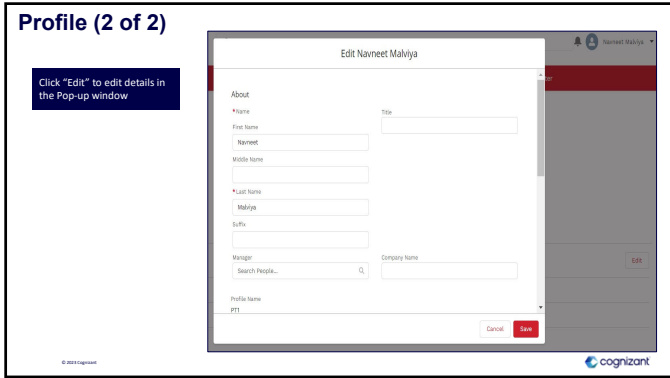 Profile (2 of 2)
Click “Edit” to edit details in
the Pop-up window
Edit Navneet Malviya
Navneet Malviya
About
*Name
Title
First Name
Navneet
Middle Name
*Last Name
Malviya
Suffix
Manager
Company Name
Search People...
Edit
Profile Name
PT1
Cancel
Save
© 2023 Cognizant
cognizant